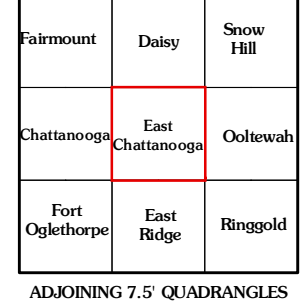 Fairmount
Daisy
Snow
Hill
Chattanooga
East
Chattanooga
Ooltewah
Fort
Oglethorpe
East
Ridge
Ringgold
ADJOINING 7.5' QUADRANGLES